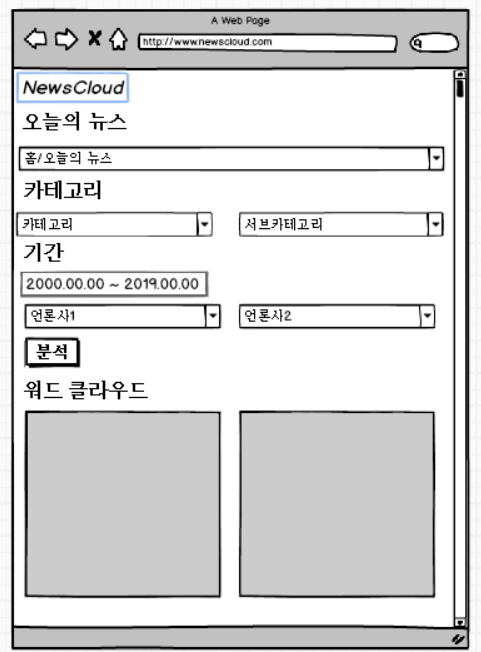 A Web Page
http://www.newscloud.com
NewsCloud
오늘의 뉴스
홈/오늘의 뉴스
카테고리
카테고리 서브카테고리
기간
2000.00.00 ~ 2019.00.00
언론사1 언론사2
분석
워드 클라우드